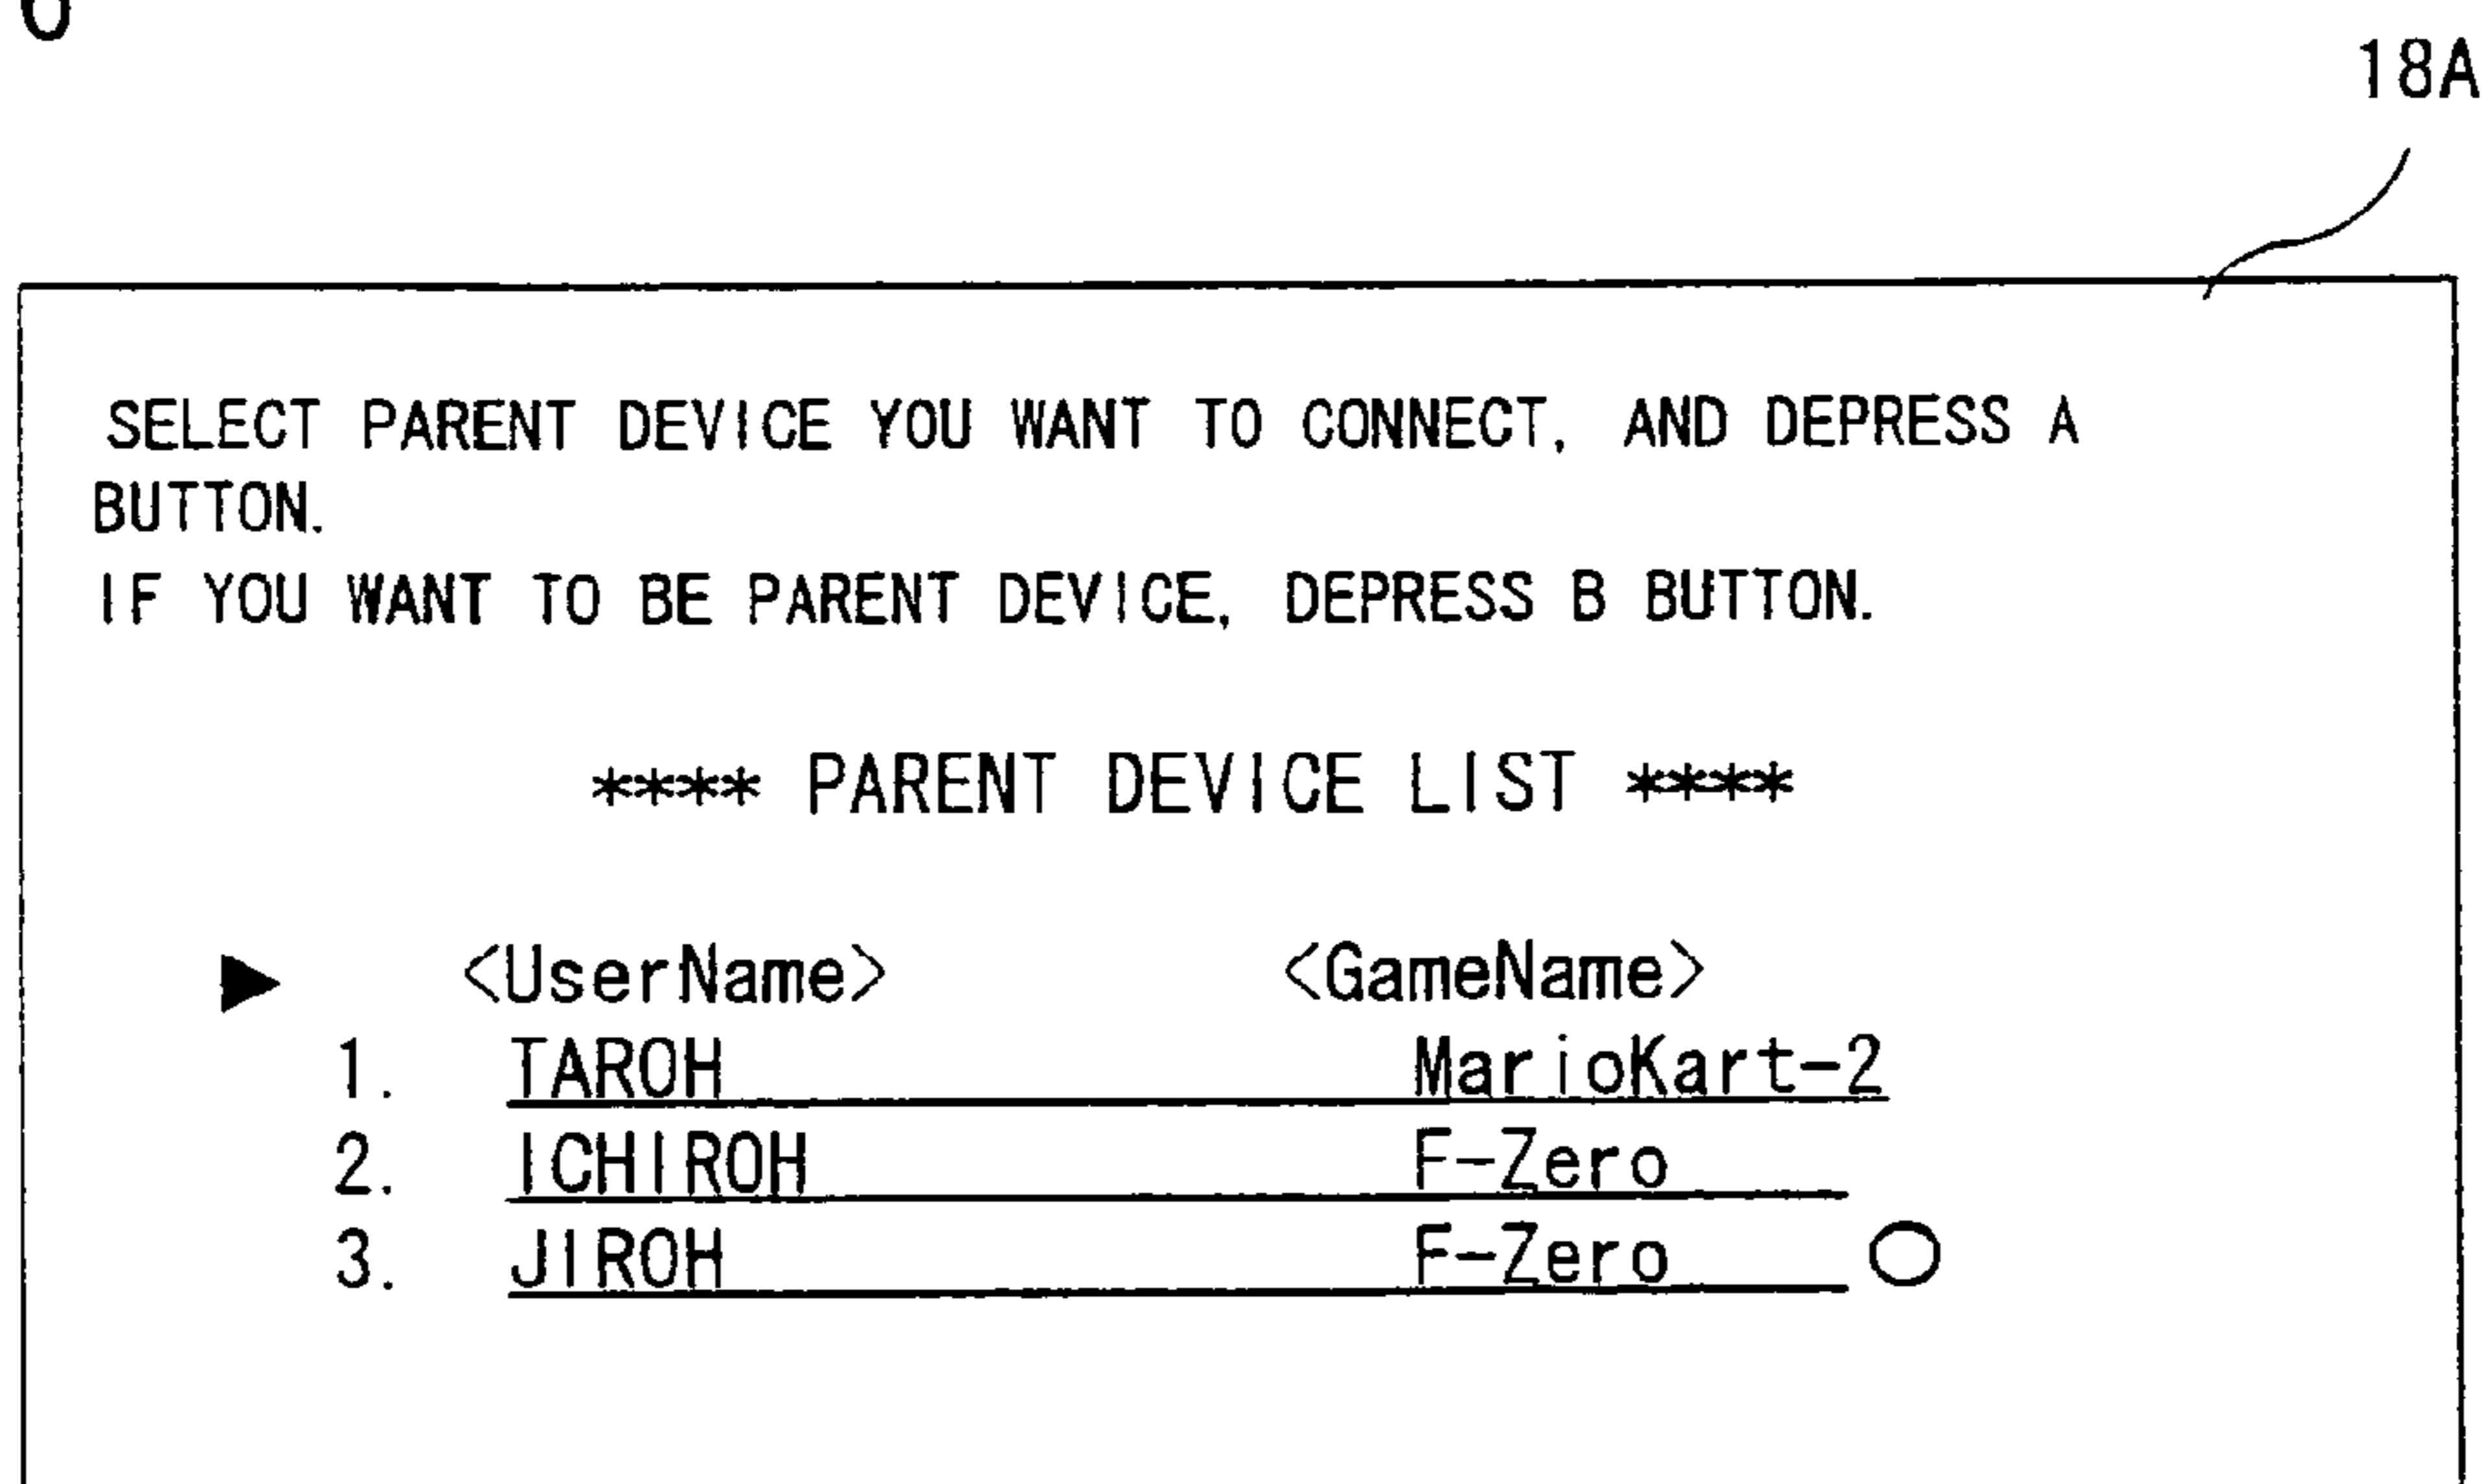 18A
SELECT PARENT DEVICE YOU WANT TO CONNECT, AND DEPRESS A
BUTTON.
IF YOU WANT TO BE PARENT DEVICE, DEPRESS B BUTTON.
**** PARENT DEVICE LIST ****
▶ <UserName> <GameName>
1. TAROH MarioKart-2
2. ICHIROH F-Zero
3. JIROH F-Zero ○